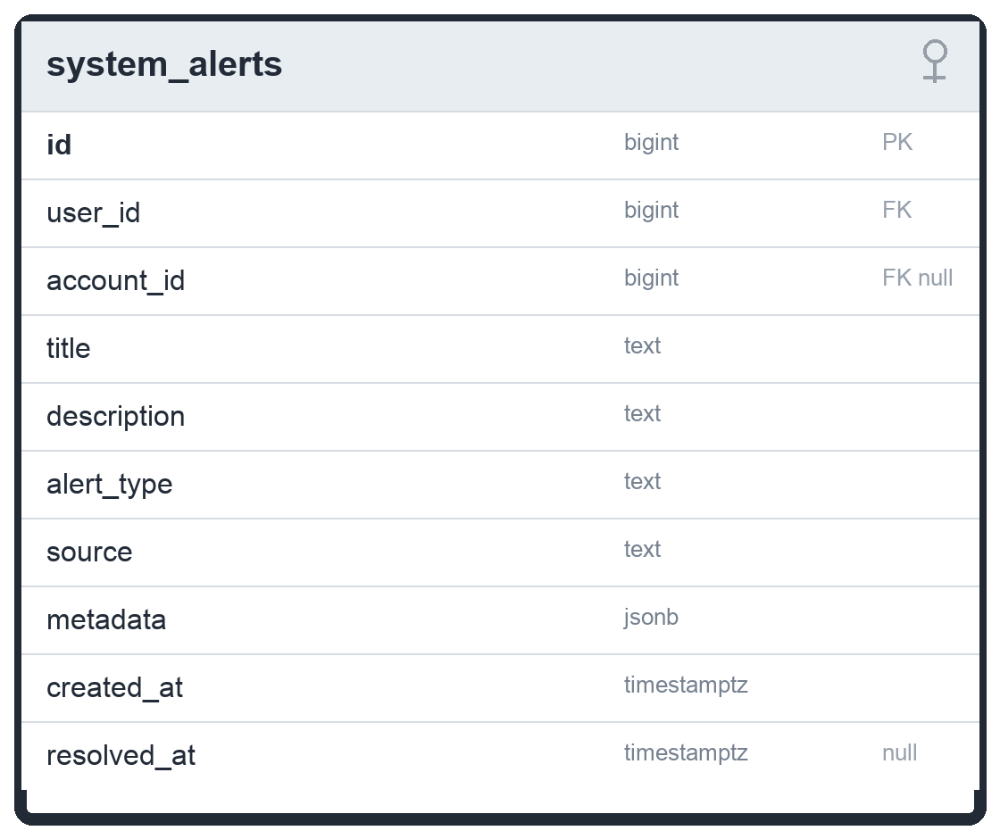 system_alerts
id bigint PK
user_id bigint FK
account_id bigint FK null
title text
description text
alert_type text
source text
metadata jsonb
created_at timestamptz
resolved_at timestamptz null